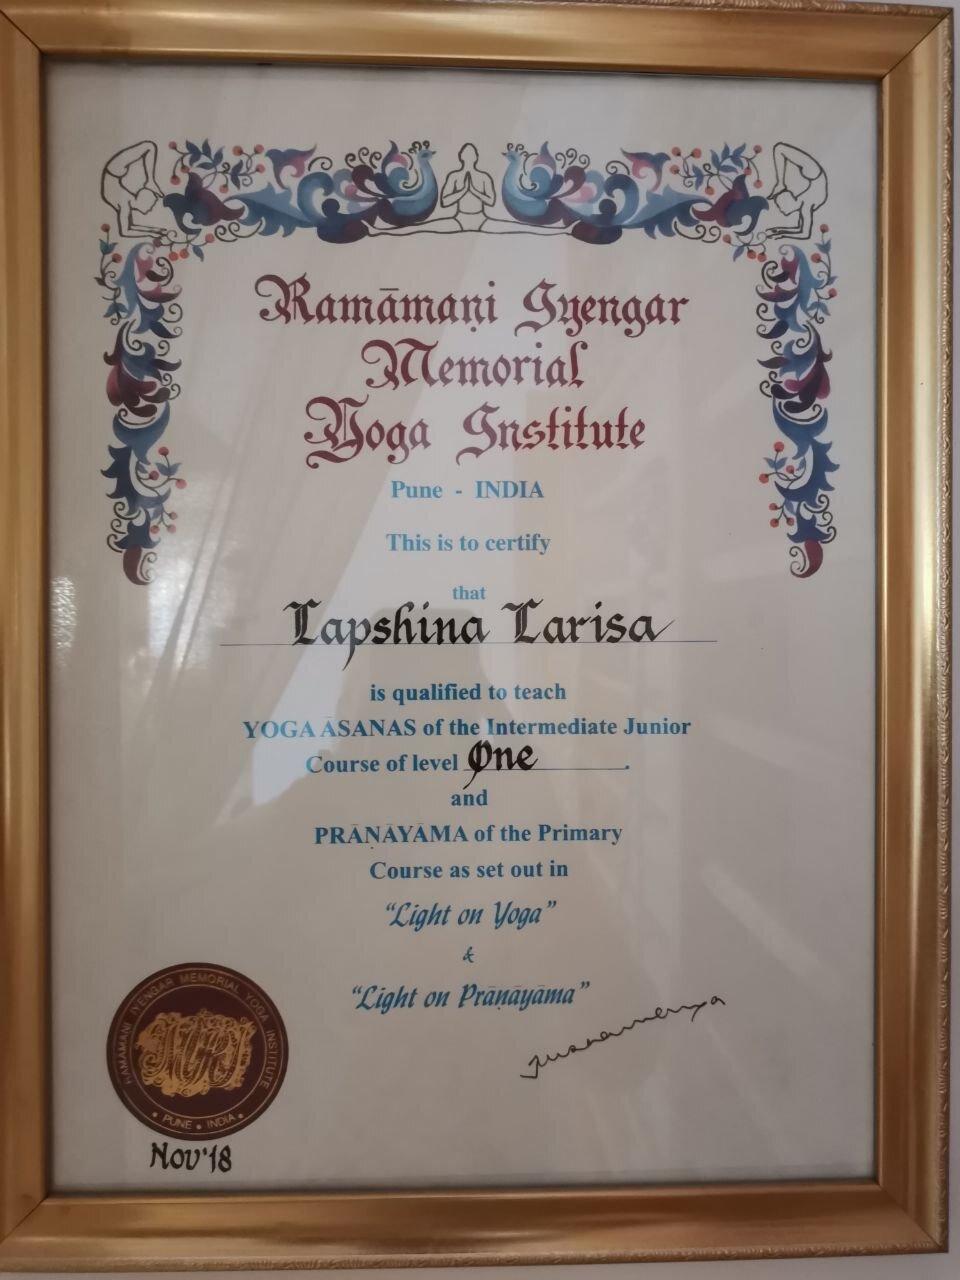 Ramāmaṇi Iyengar
Memorial
Yoga Institute
Pune - INDIA
This is to certify
that
Lapshina Larisa
is qualified to teach
YOGA ĀSANAS of the Intermediate Junior
Course of level One.
and
PRĀṆĀYĀMA of the Primary
Course as set out in
"Light on Yoga"
&
"Light on Prāṇāyāma"
RAMAMANI IYENGAR MEMORIAL YOGA INSTITUTE
• PUNE • INDIA •
Nov'18